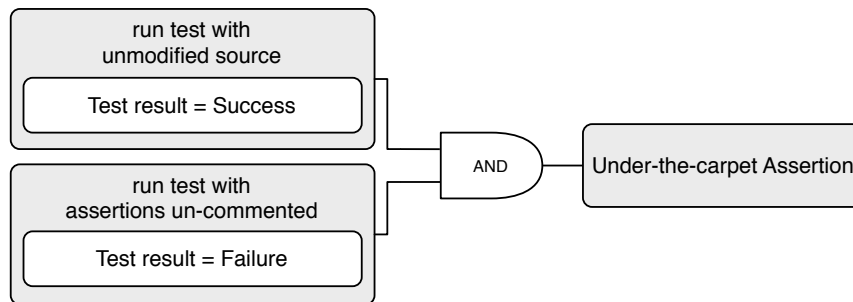 run test with
unmodified source
Test result = Success
run test with
assertions un-commented
Test result = Failure
AND
Under-the-carpet Assertion